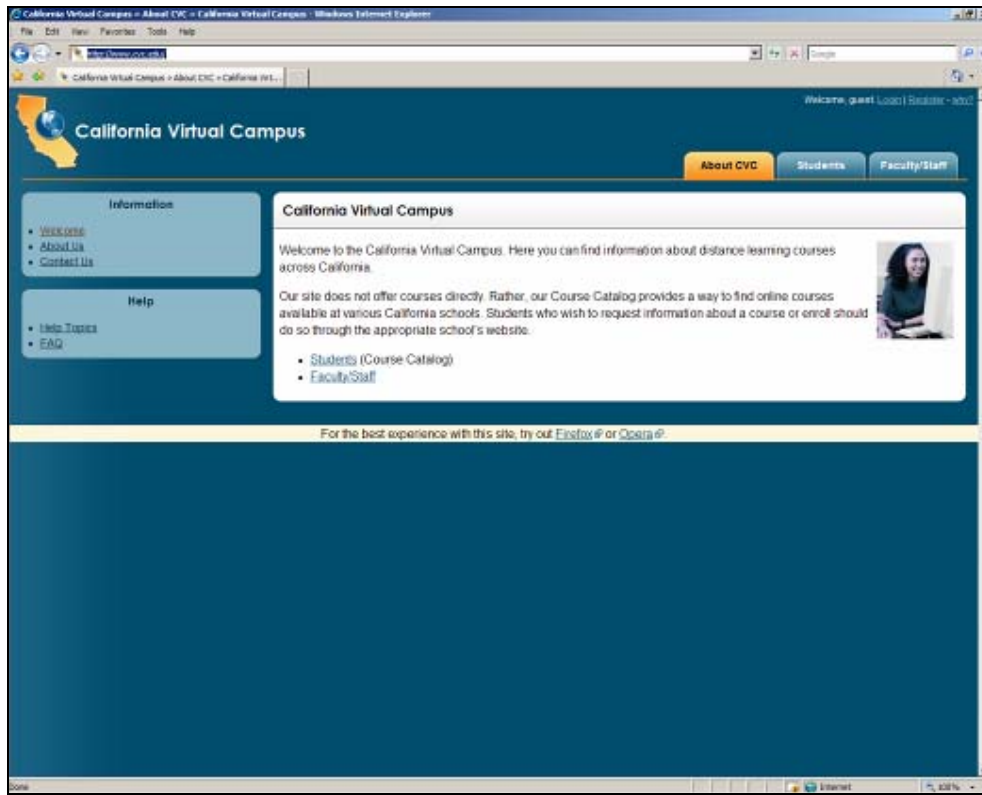 California Virtual Campus » About CVC » California Virtual Campus - Windows Internet Explorer
File Edit View Favorites Tools Help
http://www.cvc.edu/
Google
California Virtual Campus » About CVC » California Virt...
Welcome, guest Login | Register - why?
California Virtual Campus
About CVC Students Faculty/Staff
Information
Welcome
About Us
Contact Us
Help
Help Topics
FAQ
California Virtual Campus
Welcome to the California Virtual Campus. Here you can find information about distance learning courses
across California.
Our site does not offer courses directly. Rather, our Course Catalog provides a way to find online courses
available at various California schools. Students who wish to request information about a course or enroll should
do so through the appropriate school's website.
Students (Course Catalog)
Faculty/Staff
For the best experience with this site, try out Firefox or Opera.
Done Internet 100%